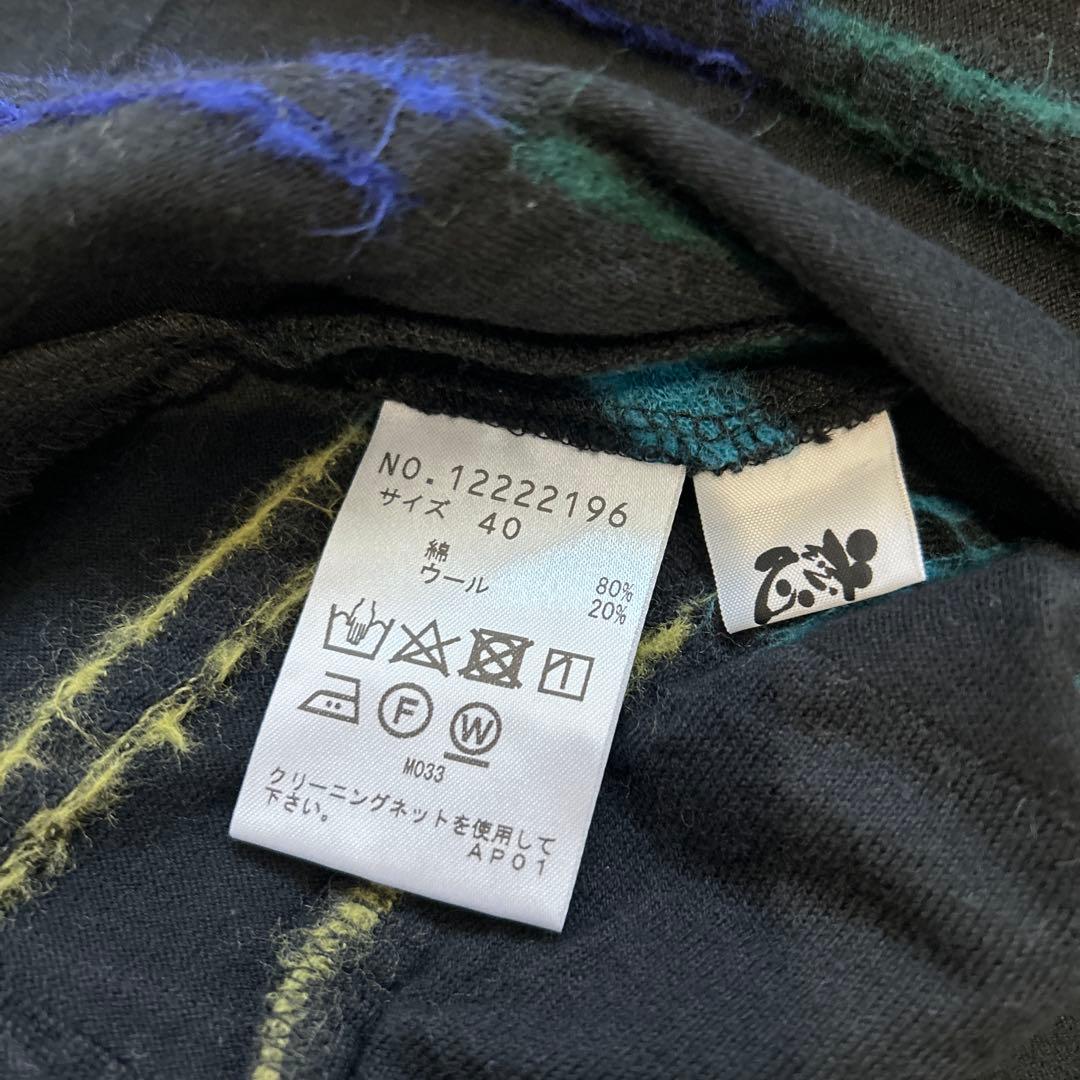 NO.12222196
サイズ 40
綿 80%
ウール 20%
F W
M033
クリーニングネットを使用して
下さい。
AP01